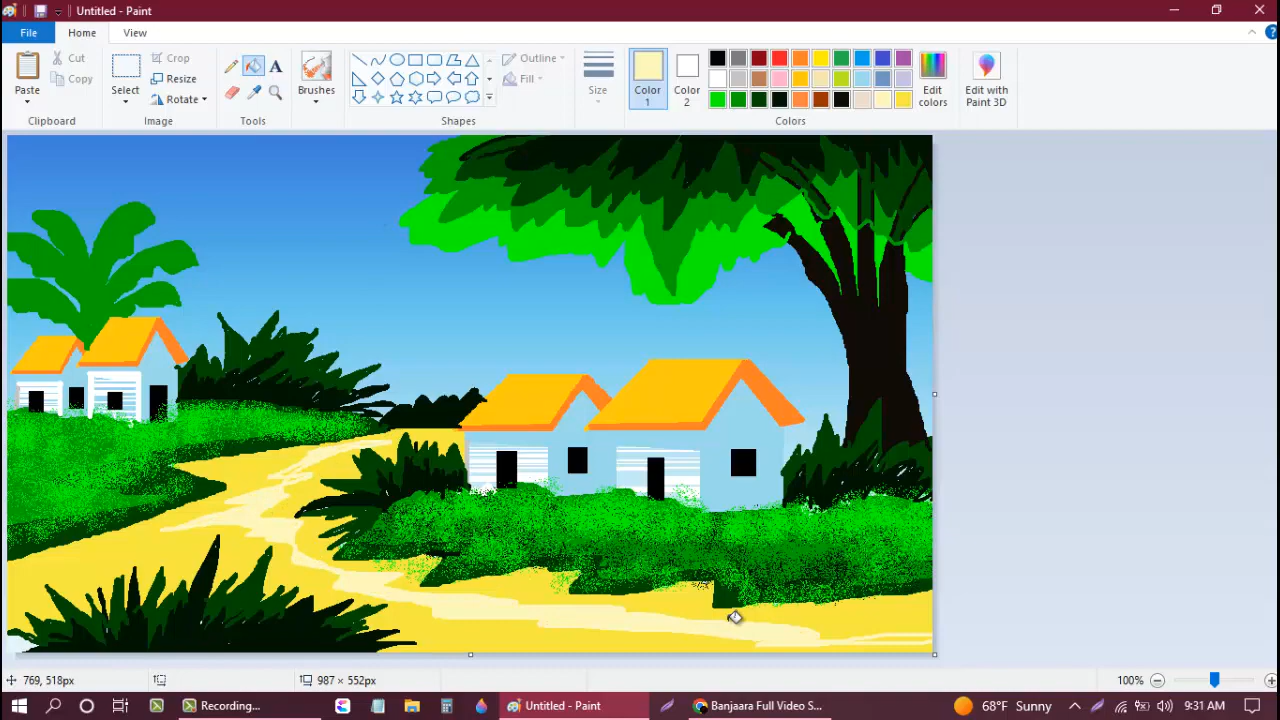 Untitled - Paint
File
Home
View
Paste
Cut
Copy
Clipboard
Select
Crop
Resize
Rotate
Image
A
Tools
Brushes
Outline
Fill
Shapes
Size
Color 1
Color 2
Edit colors
Colors
Edit with Paint 3D
769, 518px
987 × 552px
100%
Recording...
Untitled - Paint
Banjaara Full Video S...
68°F Sunny
9:31 AM